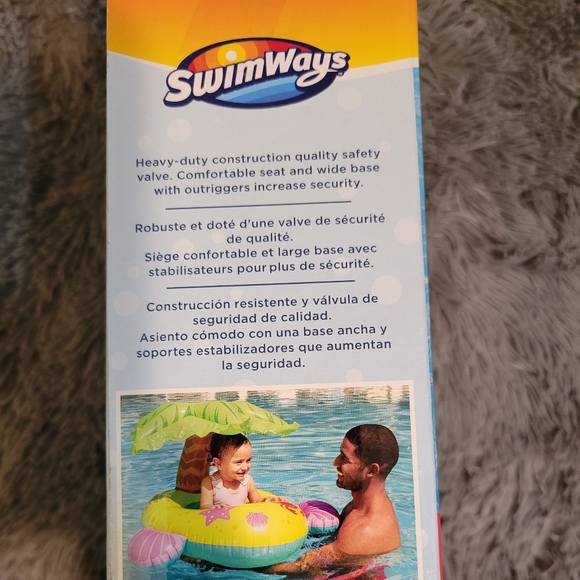 SwimWays
Heavy-duty construction quality safety
valve. Comfortable seat and wide base
with outriggers increase security.
Robuste et doté d'une valve de sécurité
de qualité.
Siège confortable et large base avec
stabilisateurs pour plus de sécurité.
Construcción resistente y válvula de
seguridad de calidad.
Asiento cómodo con una base ancha y
soportes estabilizadores que aumentan
la seguridad.